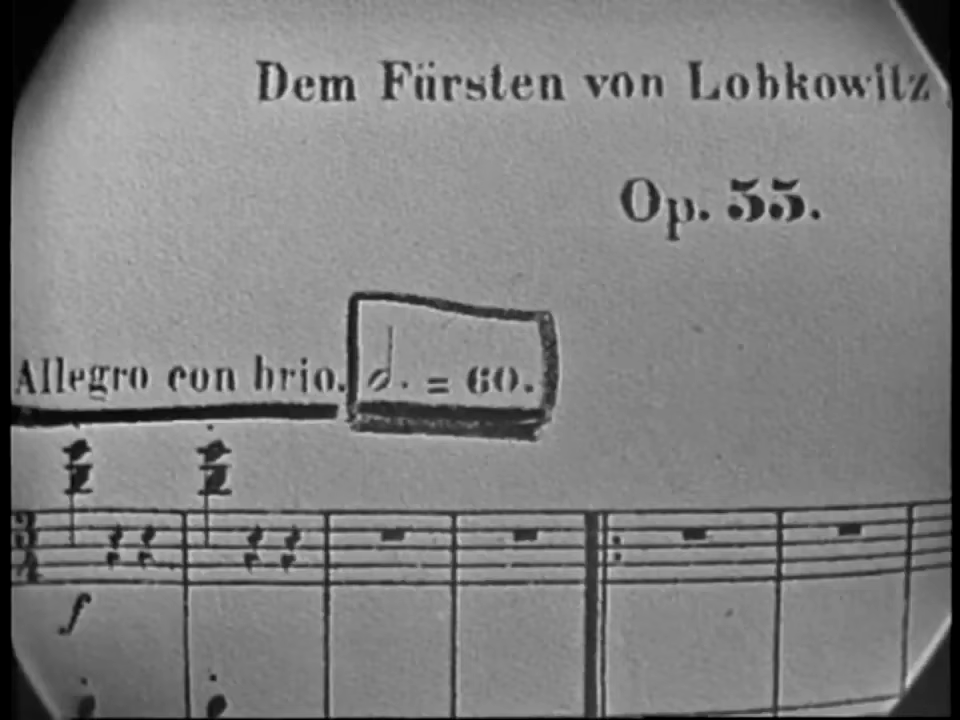 Dem Fürsten von Lobkowitz
Op. 55.
Allegro con brio. 𝅗𝅥. = 60.
f